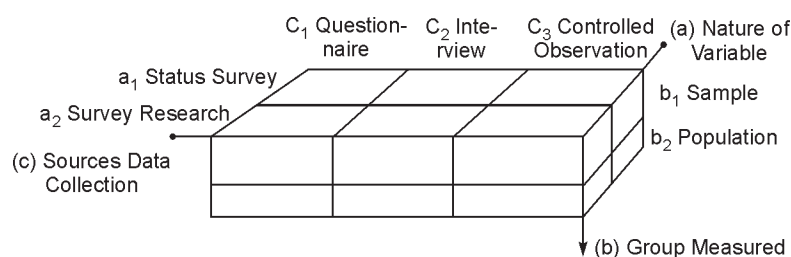 C₁ Question-
naire
C₂ Inte-
rview
C₃ Controlled
Observation
(a) Nature of
Variable
a₁ Status Survey
a₂ Survey Research
b₁ Sample
b₂ Population
(c) Sources Data
Collection
(b) Group Measured